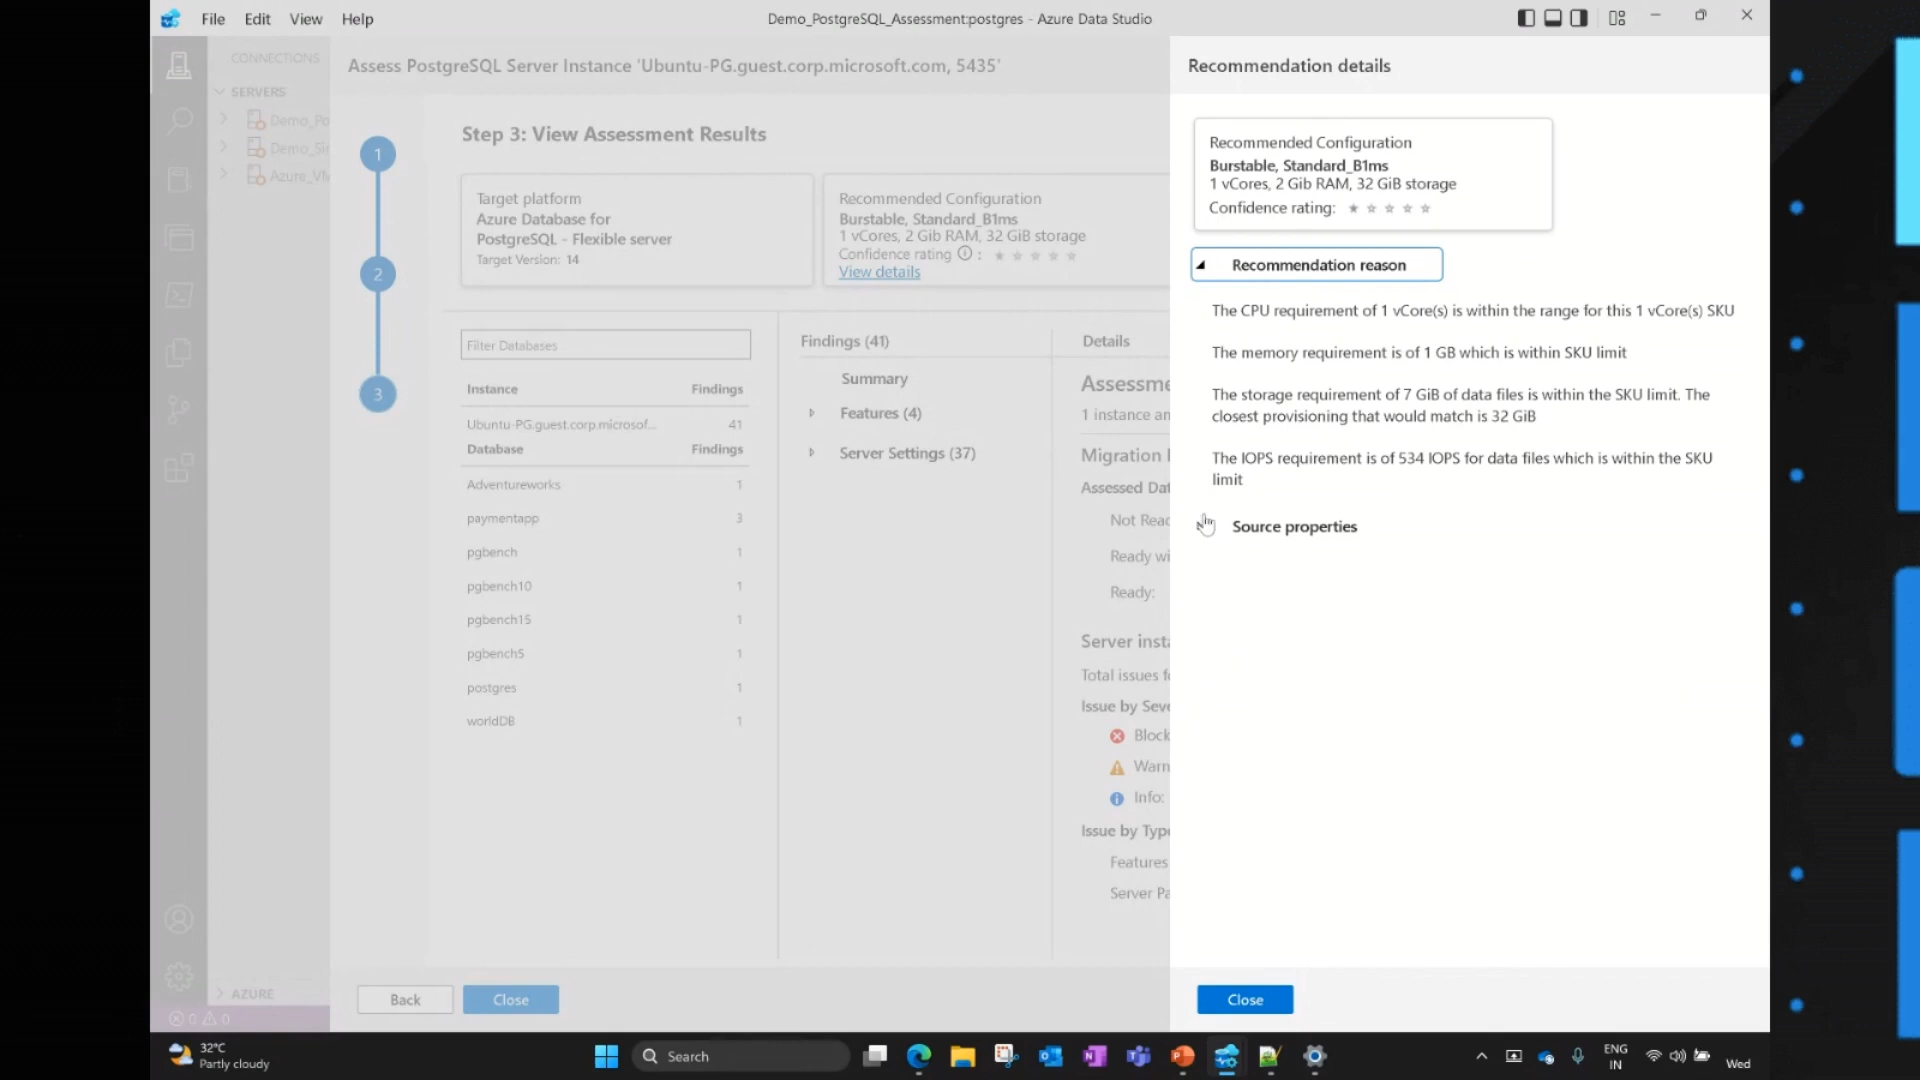 File Edit View Help
Demo_PostgreSQL_Assessment:postgres - Azure Data Studio
CONNECTIONS
SERVERS
Demo_Po
Demo_Sin
Azure_VM
AZURE
0 0
Assess PostgreSQL Server Instance 'Ubuntu-PG.guest.corp.microsoft.com, 5435'
1
2
3
Step 3: View Assessment Results
Target platform
Azure Database for
PostgreSQL - Flexible server
Target Version: 14
Recommended Configuration
Burstable, Standard_B1ms
1 vCores, 2 Gib RAM, 32 GiB storage
Confidence rating :
View details
Filter Databases
Instance Findings
Ubuntu-PG.guest.corp.microsof... 41
Database Findings
Adventureworks 1
paymentapp 3
pgbench 1
pgbench10 1
pgbench15 1
pgbench5 1
postgres 1
worldDB 1
Findings (41)
Summary
Features (4)
Server Settings (37)
Details
Assessme
1 instance an
Migration
Assessed Dat
Not Read
Ready wi
Ready:
Server insta
Total issues f
Issue by Seve
Block
Warn
Info:
Issue by Type
Features
Server Pa
Back
Close
Recommendation details
Recommended Configuration
Burstable, Standard_B1ms
1 vCores, 2 Gib RAM, 32 GiB storage
Confidence rating:
Recommendation reason
The CPU requirement of 1 vCore(s) is within the range for this 1 vCore(s) SKU
The memory requirement is of 1 GB which is within SKU limit
The storage requirement of 7 GiB of data files is within the SKU limit. The
closest provisioning that would match is 32 GiB
The IOPS requirement is of 534 IOPS for data files which is within the SKU
limit
Source properties
Close
32°C
Partly cloudy
Search
ENG
IN
Wed